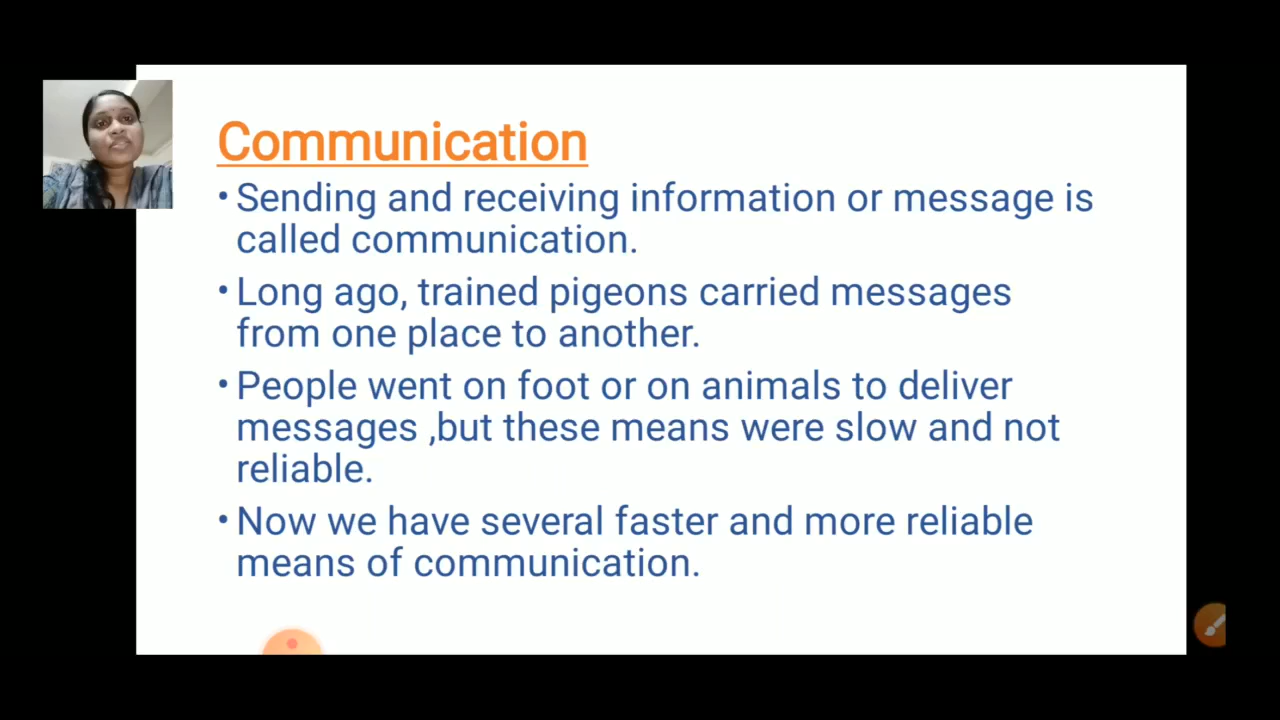 Communication
• Sending and receiving information or message is
called communication.
• Long ago, trained pigeons carried messages
from one place to another.
• People went on foot or on animals to deliver
messages ,but these means were slow and not
reliable.
• Now we have several faster and more reliable
means of communication.